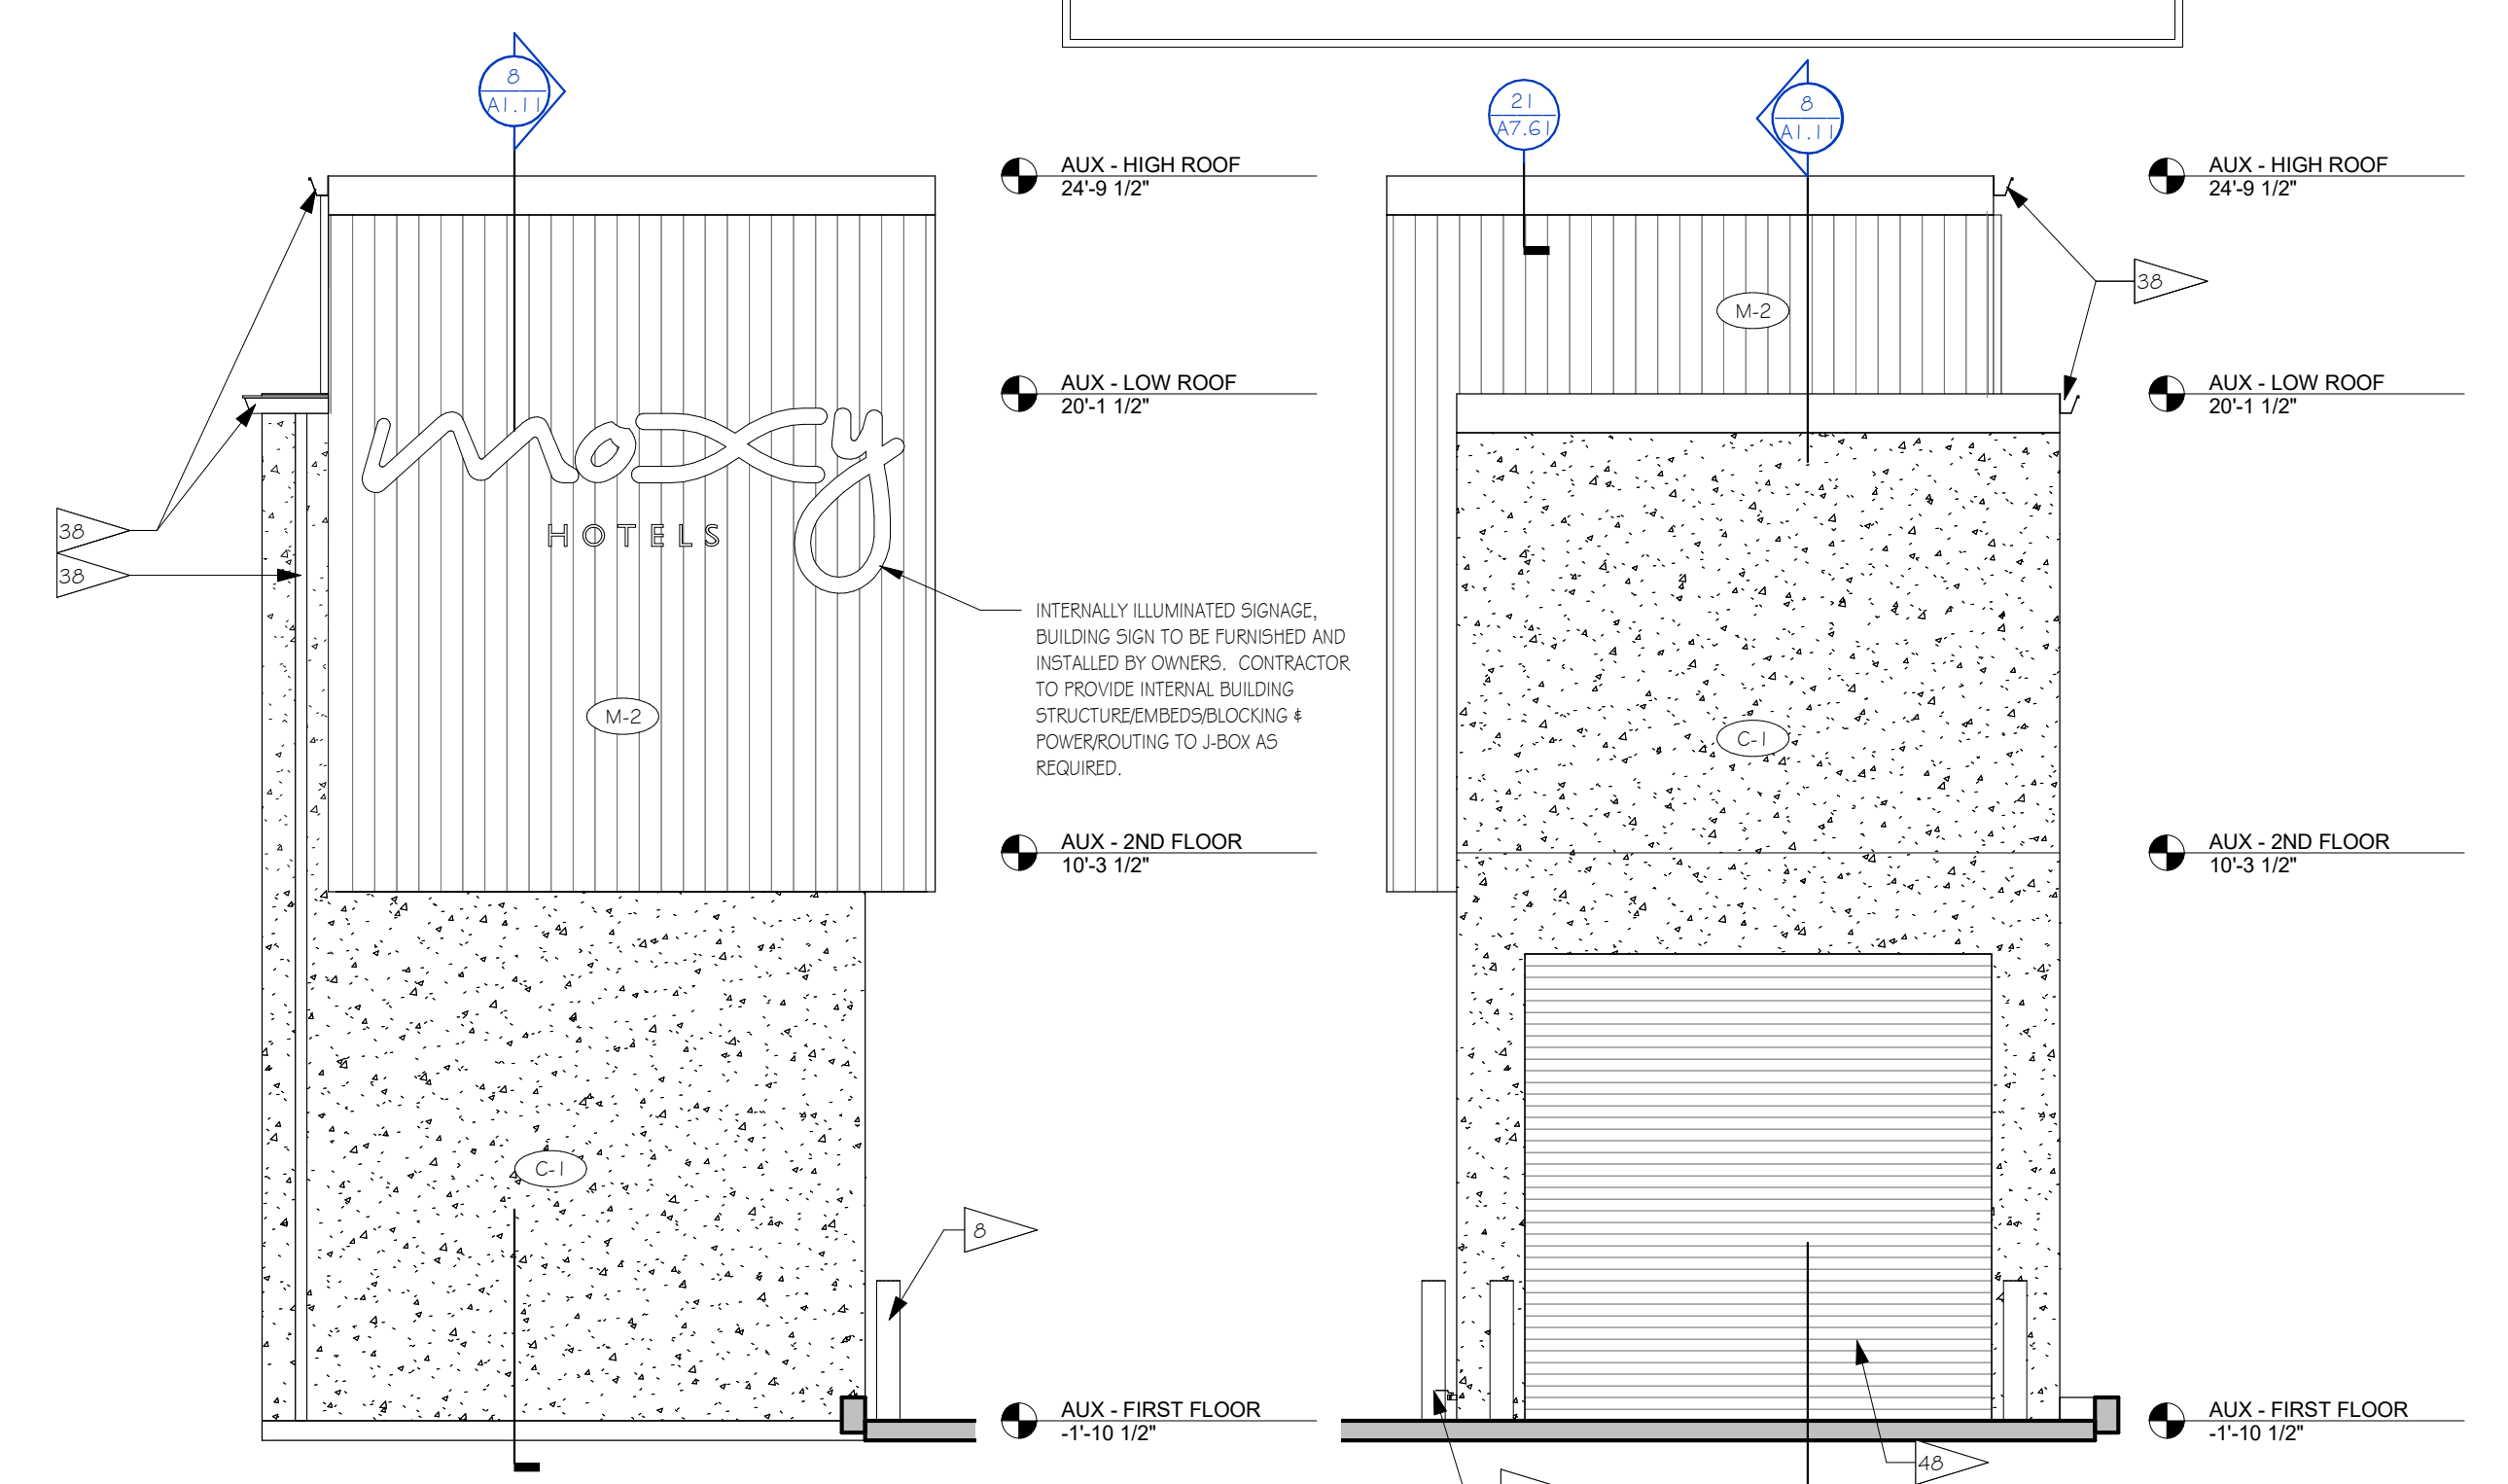 8
A1.11
21
A7.61
8
A1.11
AUX - HIGH ROOF
24'-9 1/2"
AUX - HIGH ROOF
24'-9 1/2"
38
M-2
AUX - LOW ROOF
20'-1 1/2"
AUX - LOW ROOF
20'-1 1/2"
moxy
HOTELS
38
38
INTERNALLY ILLUMINATED SIGNAGE,
BUILDING SIGN TO BE FURNISHED AND
INSTALLED BY OWNERS. CONTRACTOR
TO PROVIDE INTERNAL BUILDING
STRUCTURE/EMBEDS/BLOCKING &
POWER/ROUTING TO J-BOX AS
REQUIRED.
M-2
C-1
AUX - 2ND FLOOR
10'-3 1/2"
AUX - 2ND FLOOR
10'-3 1/2"
C-1
8
AUX - FIRST FLOOR
-1'-10 1/2"
AUX - FIRST FLOOR
-1'-10 1/2"
48